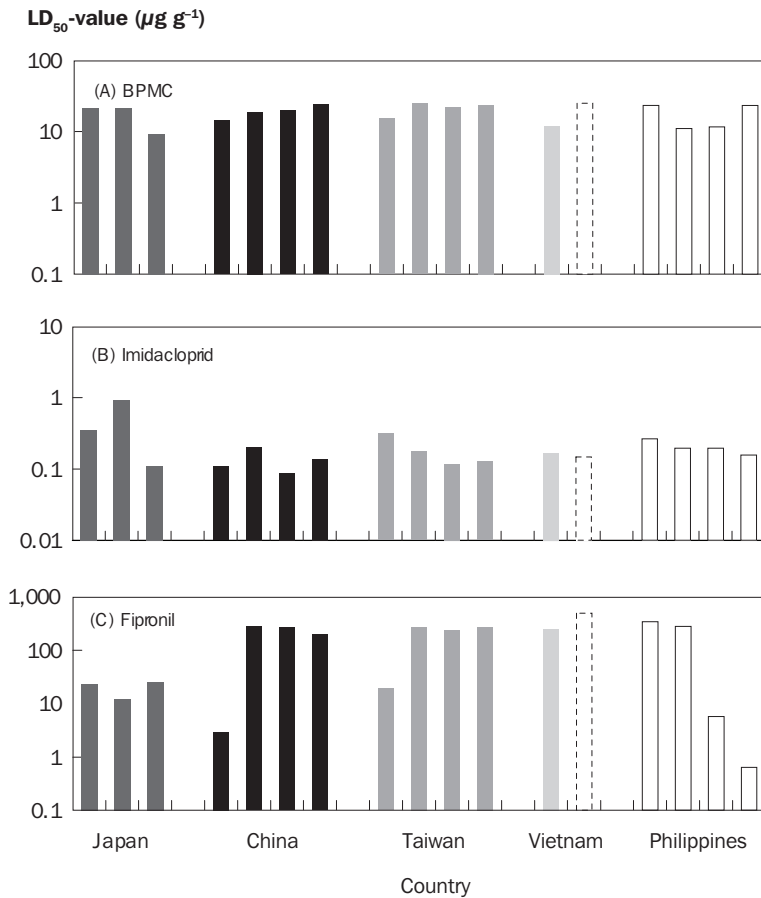 LD50-value (µg g–1)
100
(A) BPMC
10
1
0.1
10
(B) Imidacloprid
1
0.1
0.01
1,000
(C) Fipronil
100
10
1
0.1
Japan China Taiwan Vietnam Philippines
Country